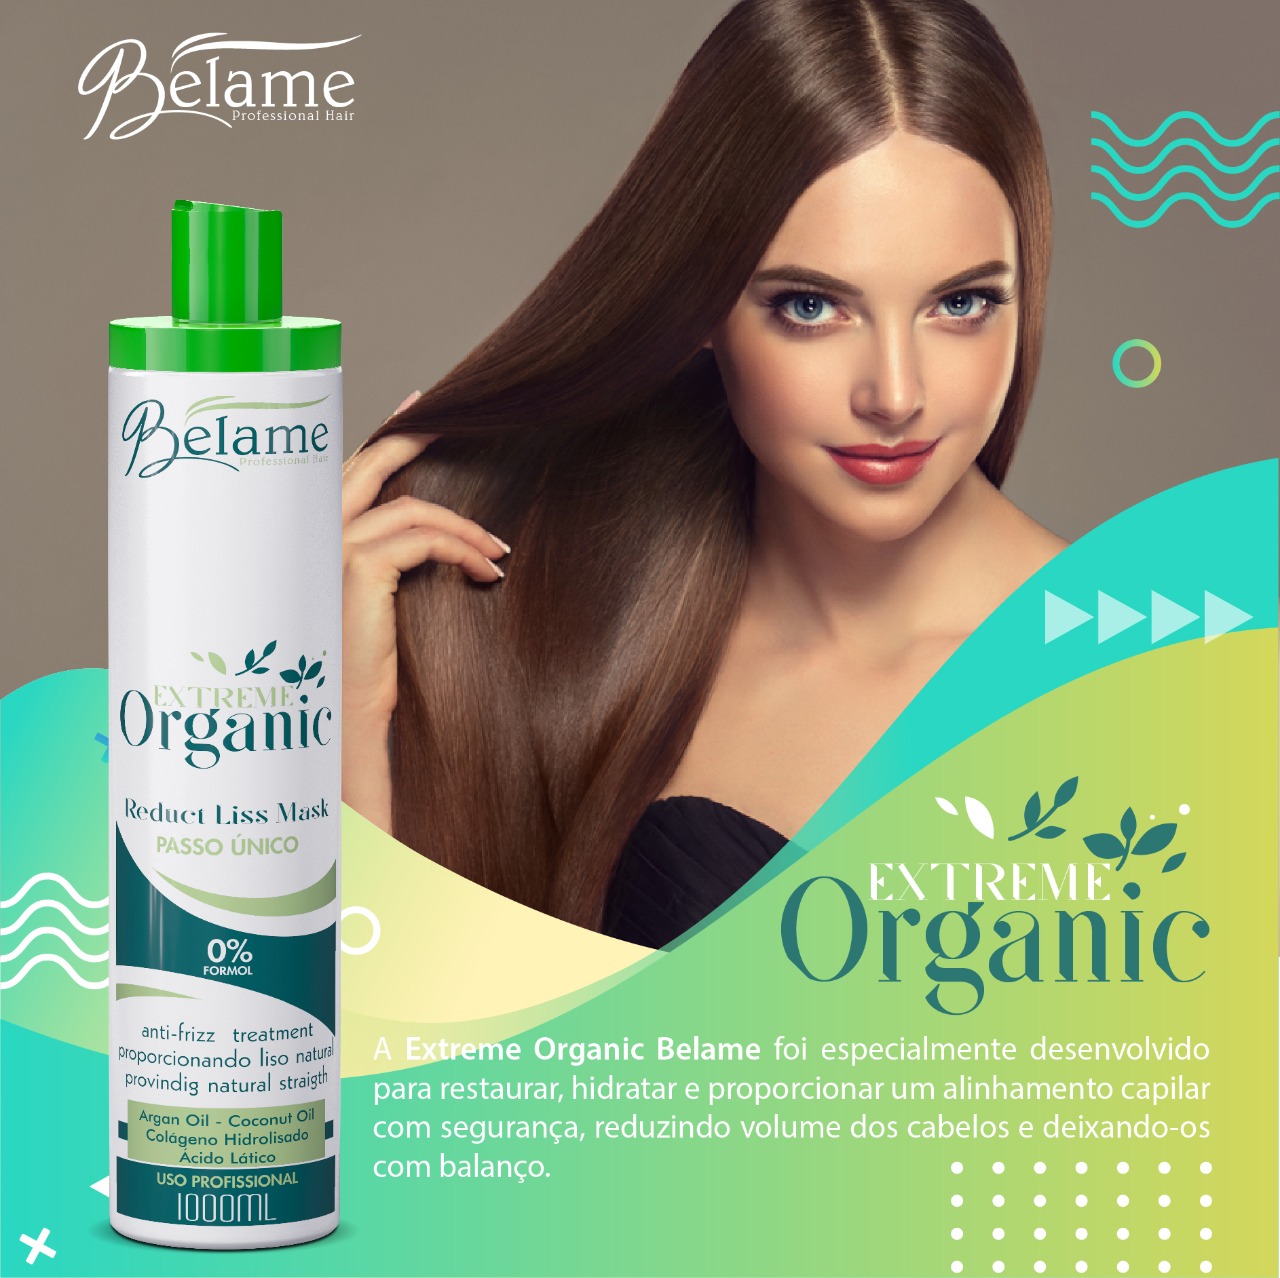 Belame
Professional Hair
Belame
Professional Hair
EXTREME
Organic
Reduct Liss Mask
PASSO ÚNICO
0%
FORMOL
anti-frizz treatment
proporcionando liso natural
provindig natural straigth
Argan Oil - Coconut Oil
Colágeno Hidrolisado
Ácido Lático
USO PROFISSIONAL
1000ML
EXTREME
Organic
A Extreme Organic Belame foi especialmente desenvolvido
para restaurar, hidratar e proporcionar um alinhamento capilar
com segurança, reduzindo volume dos cabelos e deixando-os
com balanço.